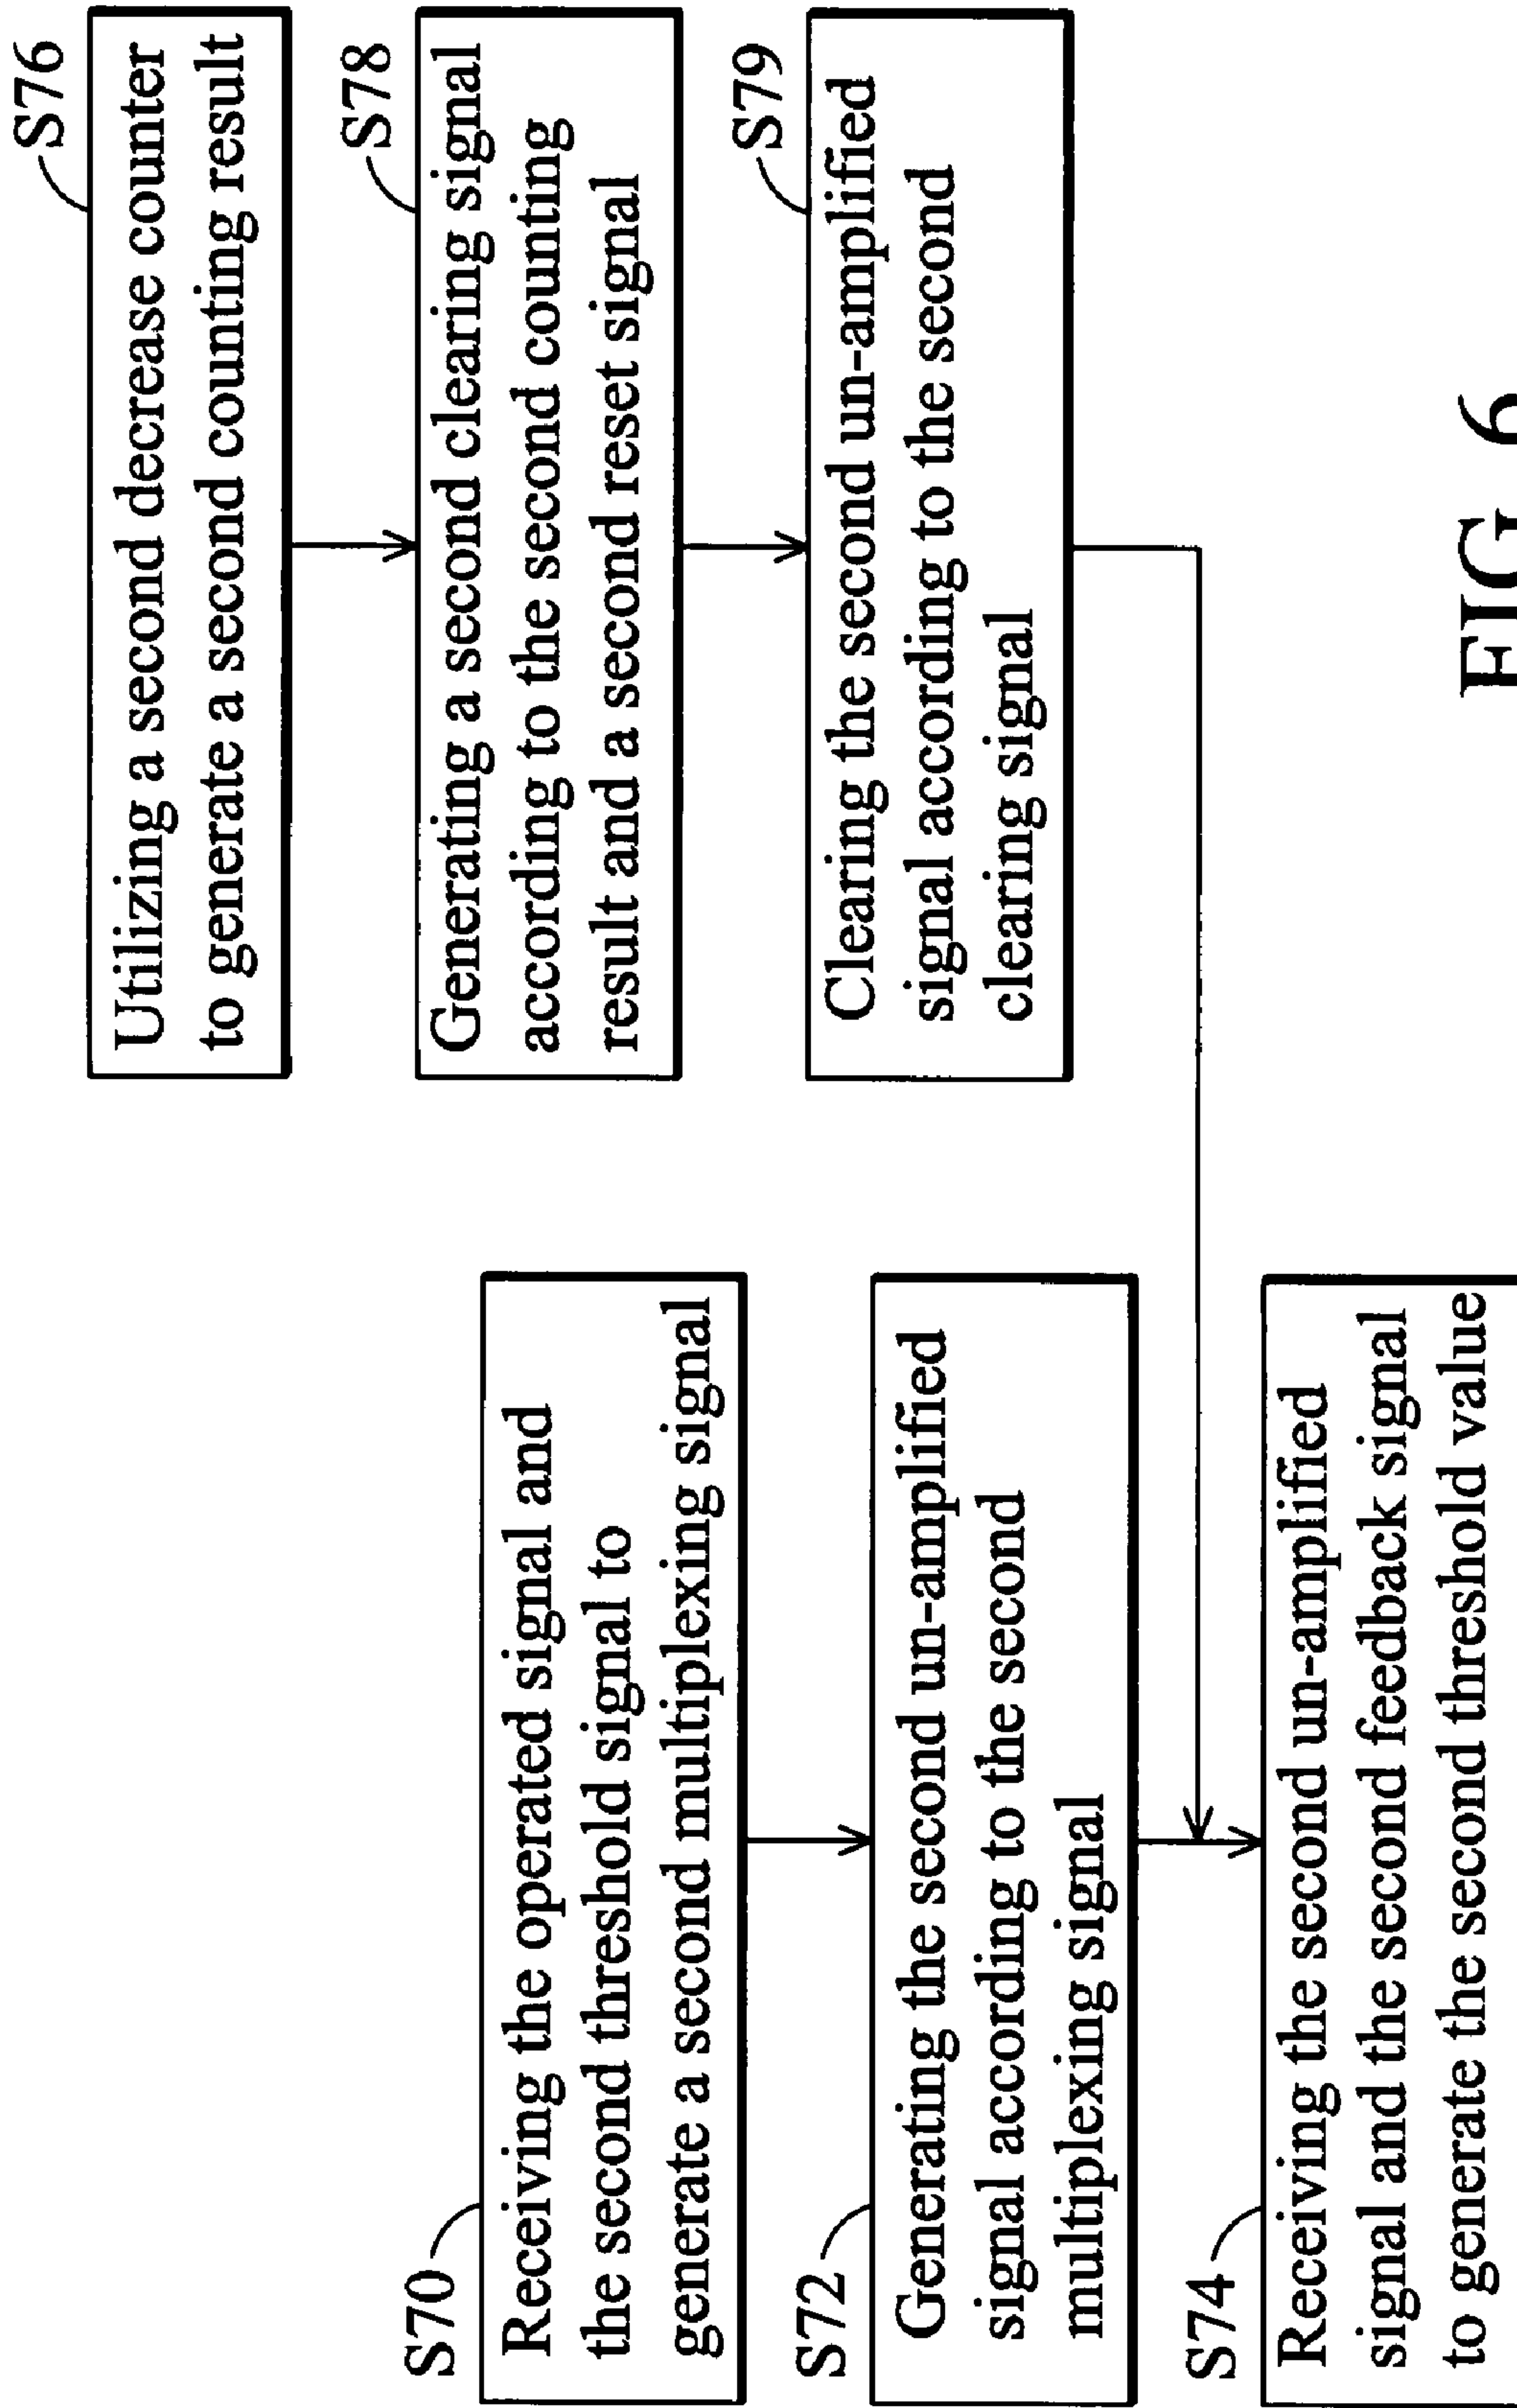 S70
Receiving the operated signal and
the second threshold signal to
generate a second multiplexing signal
S72
Generating the second un-amplified
signal according to the second
multiplexing signal
S74
Receiving the second un-amplified
signal and the second feedback signal
to generate the second threshold value
S76
Utilizing a second decrease counter
to generate a second counting result
S78
Generating a second clearing signal
according to the second counting
result and a second reset signal
S79
Clearing the second un-amplified
signal according to the second
clearing signal
FIG. 6